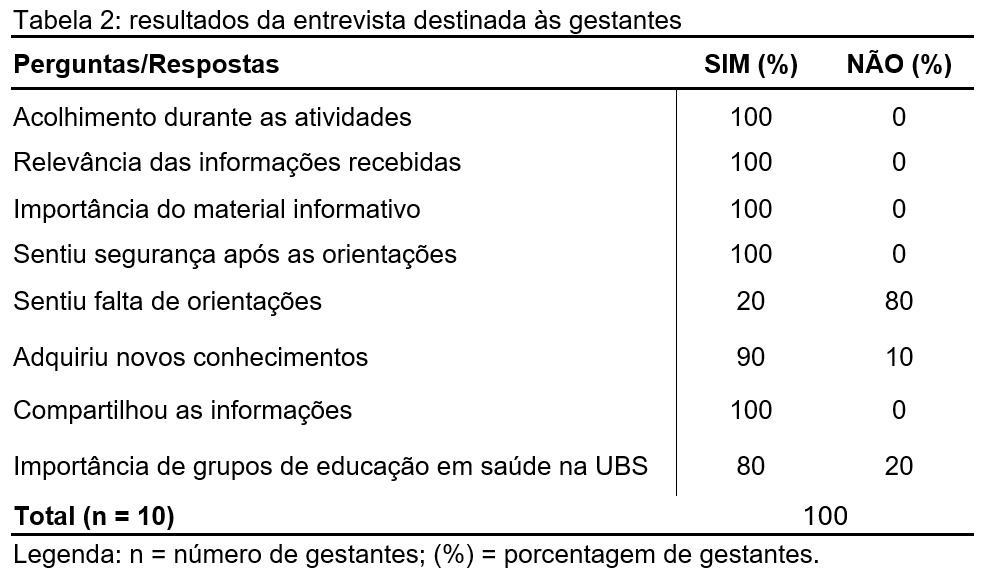 Tabela 2: resultados da entrevista destinada às gestantes
Perguntas/Respostas SIM (%) NÃO (%)
Acolhimento durante as atividades 100 0
Relevância das informações recebidas 100 0
Importância do material informativo 100 0
Sentiu segurança após as orientações 100 0
Sentiu falta de orientações 20 80
Adquiriu novos conhecimentos 90 10
Compartilhou as informações 100 0
Importância de grupos de educação em saúde na UBS 80 20
Total (n = 10) 100
Legenda: n = número de gestantes; (%) = porcentagem de gestantes.